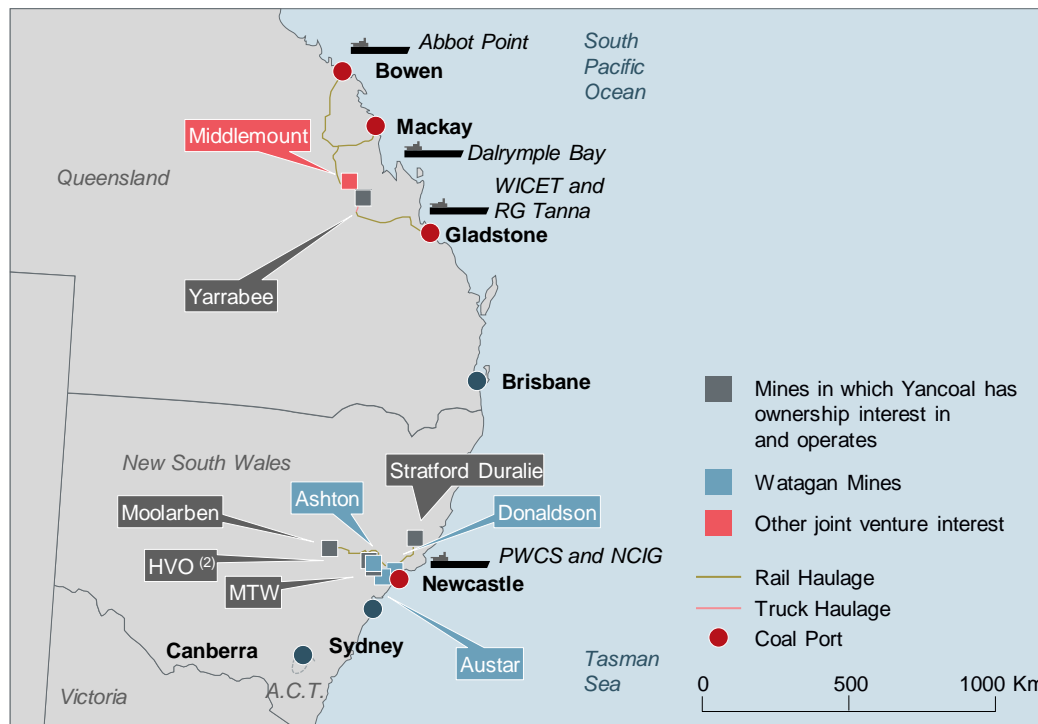 Abbot Point
Bowen
South
Pacific
Ocean
Middlemount
Mackay
Dalrymple Bay
Queensland
WICET and
RG Tanna
Gladstone
Yarrabee
Brisbane
Mines in which Yancoal has
ownership interest in
and operates
New South Wales
Stratford Duralie
Watagan Mines
Ashton
Donaldson
Moolarben
Other joint venture interest
HVO (2)
PWCS and NCIG
MTW
Newcastle
Rail Haulage
Truck Haulage
Coal Port
Sydney
Canberra
Austar
A.C.T.
Victoria
Tasman
Sea
0 500 1000 Km